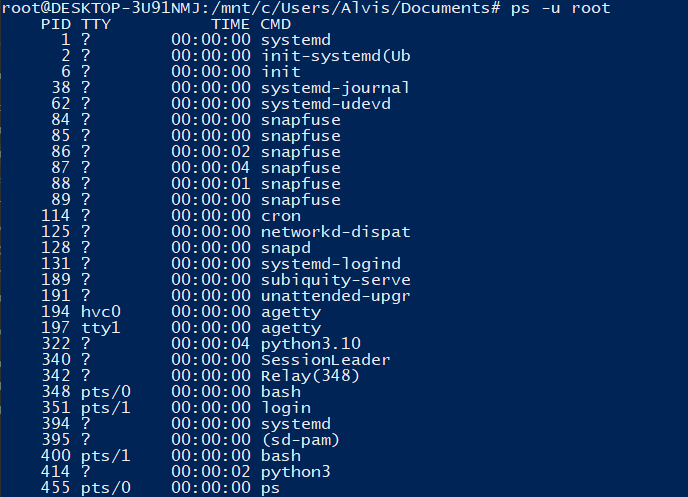 root@DESKTOP-3U91NMJ:/mnt/c/Users/Alvis/Documents# ps -u root
PID TTY TIME CMD
1 ? 00:00:00 systemd
2 ? 00:00:00 init-systemd(Ub
6 ? 00:00:00 init
38 ? 00:00:00 systemd-journal
62 ? 00:00:00 systemd-udevd
84 ? 00:00:00 snapfuse
85 ? 00:00:00 snapfuse
86 ? 00:00:02 snapfuse
87 ? 00:00:04 snapfuse
88 ? 00:00:01 snapfuse
89 ? 00:00:00 snapfuse
114 ? 00:00:00 cron
125 ? 00:00:00 networkd-dispat
128 ? 00:00:00 snapd
131 ? 00:00:00 systemd-logind
189 ? 00:00:00 subiquity-serve
191 ? 00:00:00 unattended-upgr
194 hvc0 00:00:00 agetty
197 tty1 00:00:00 agetty
322 ? 00:00:04 python3.10
340 ? 00:00:00 SessionLeader
342 ? 00:00:00 Relay(348)
348 pts/0 00:00:00 bash
351 pts/1 00:00:00 login
394 ? 00:00:00 systemd
395 ? 00:00:00 (sd-pam)
400 pts/1 00:00:00 bash
414 ? 00:00:02 python3
455 pts/0 00:00:00 ps